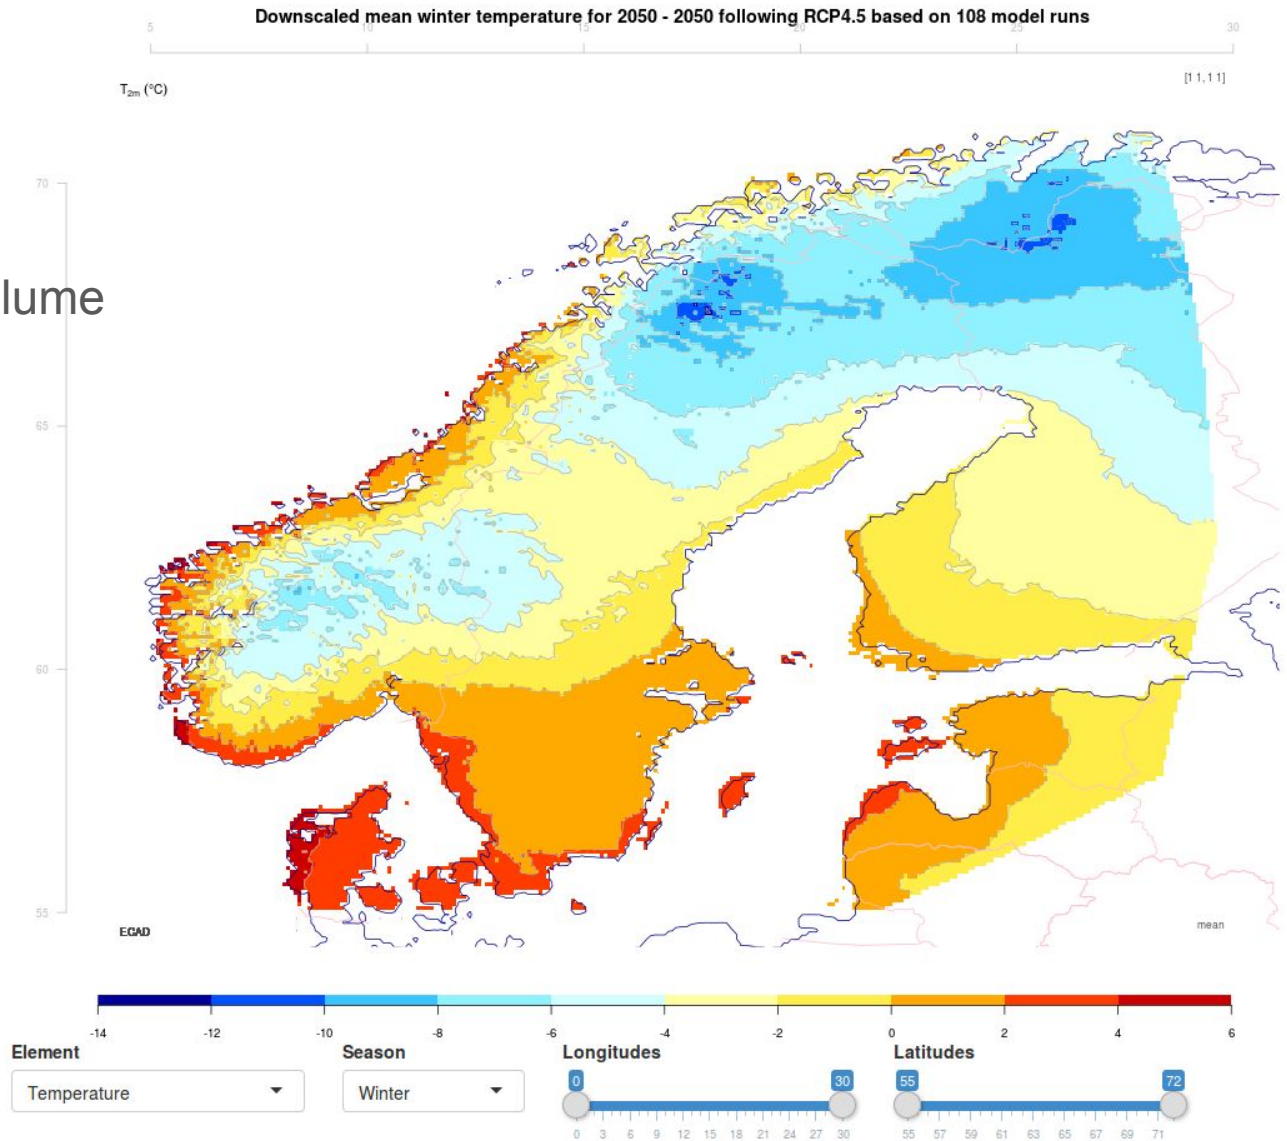 Downscaled mean winter temperature for 2050 - 2050 following RCP4.5 based on 108 model runs
5 10 15 20 25 30
T2m (°C)
[1 1, 1 1]
70
lume
65
60
55
ECAD
mean
-14 -12 -10 -8 -6 -4 -2 0 2 4 6
Element Season Longitudes Latitudes
0 30 55 72
Temperature Winter
0 3 6 9 12 15 18 21 24 27 30 55 57 59 61 63 65 67 69 71